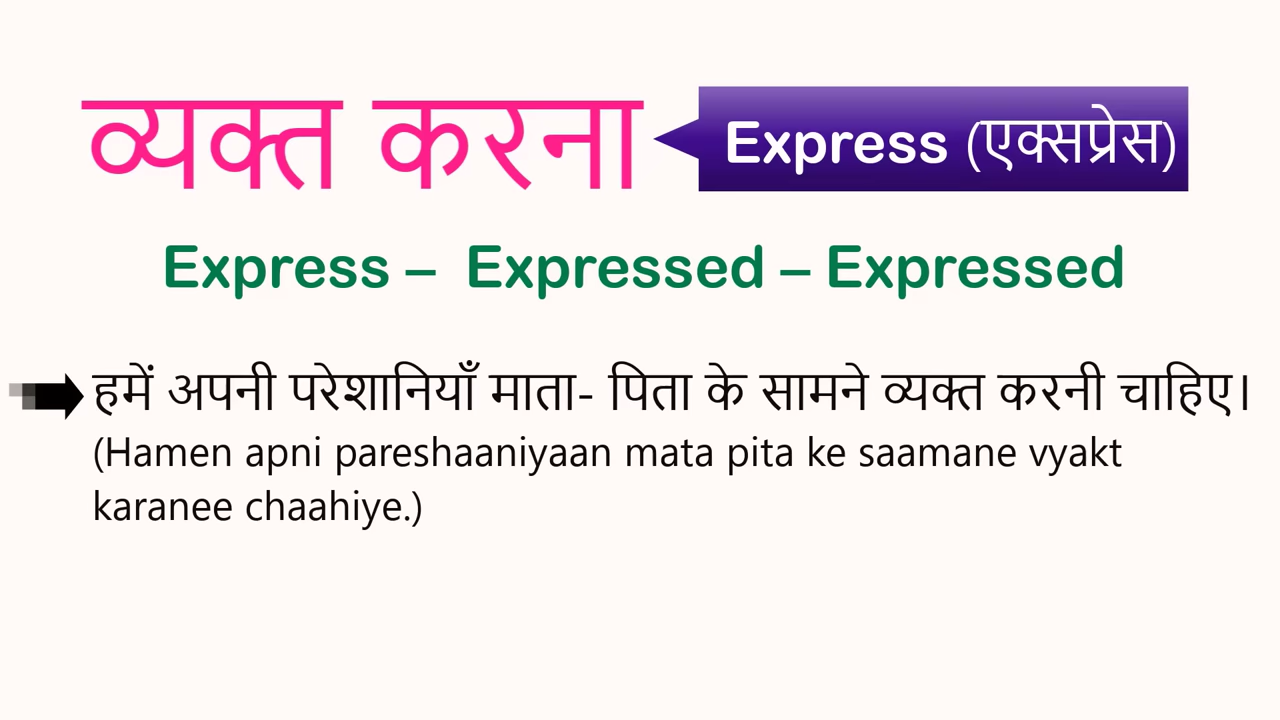 व्यक्त करना Express (एक्सप्रेस)
Express – Expressed – Expressed
हमें अपनी परेशानियाँ माता- पिता के सामने व्यक्त करनी चाहिए।
(Hamen apni pareshaaniyaan mata pita ke saamane vyakt
karanee chaahiye.)